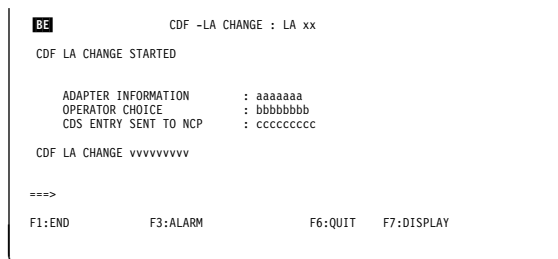 BE CDF -LA CHANGE : LA xx
CDF LA CHANGE STARTED
ADAPTER INFORMATION : aaaaaaa
OPERATOR CHOICE : bbbbbbbb
CDS ENTRY SENT TO NCP : ccccccccc
CDF LA CHANGE vvvvvvvvv
===>
F1:END F3:ALARM F6:QUIT F7:DISPLAY